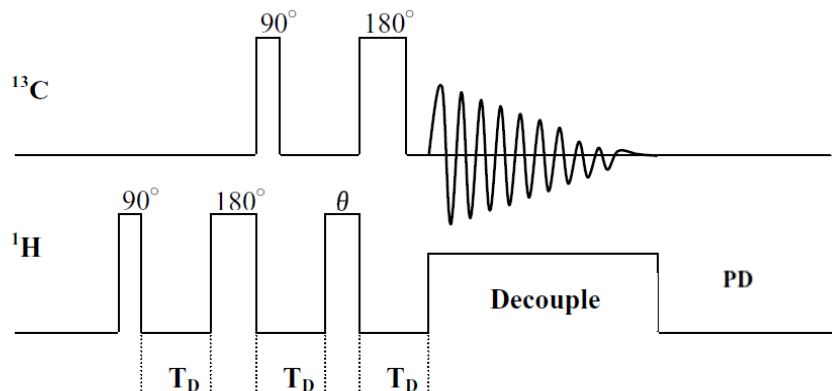 90° 180°
¹³C
90° 180° θ
¹H
Decouple PD
T_D T_D T_D